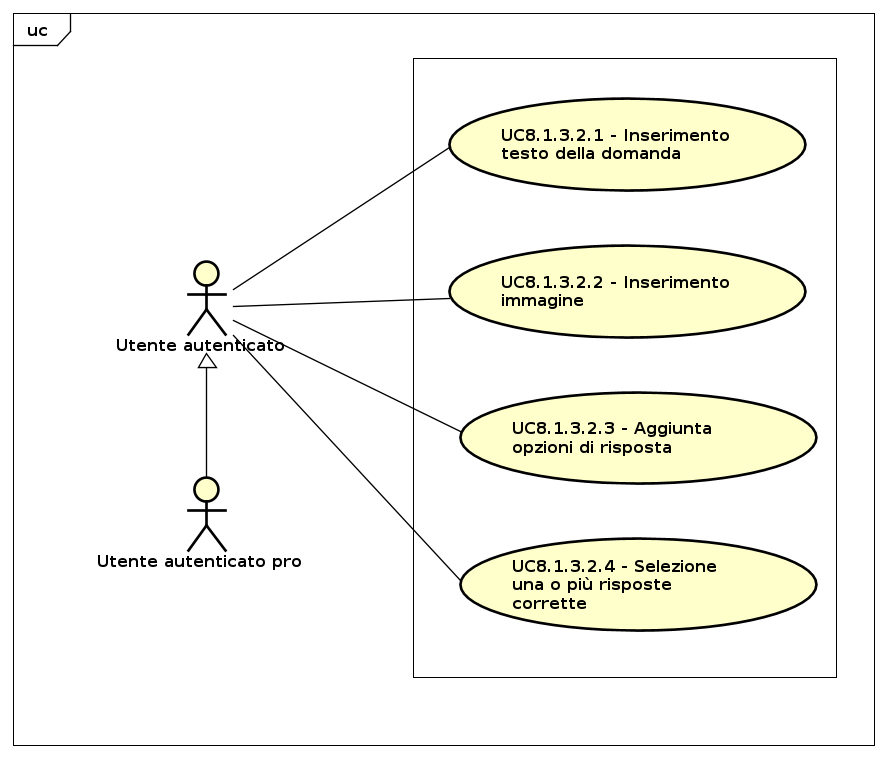 uc
UC8.1.3.2.1 - Inserimento
testo della domanda
UC8.1.3.2.2 - Inserimento
immagine
Utente autenticato
UC8.1.3.2.3 - Aggiunta
opzioni di risposta
Utente autenticato pro
UC8.1.3.2.4 - Selezione
una o più risposte
corrette